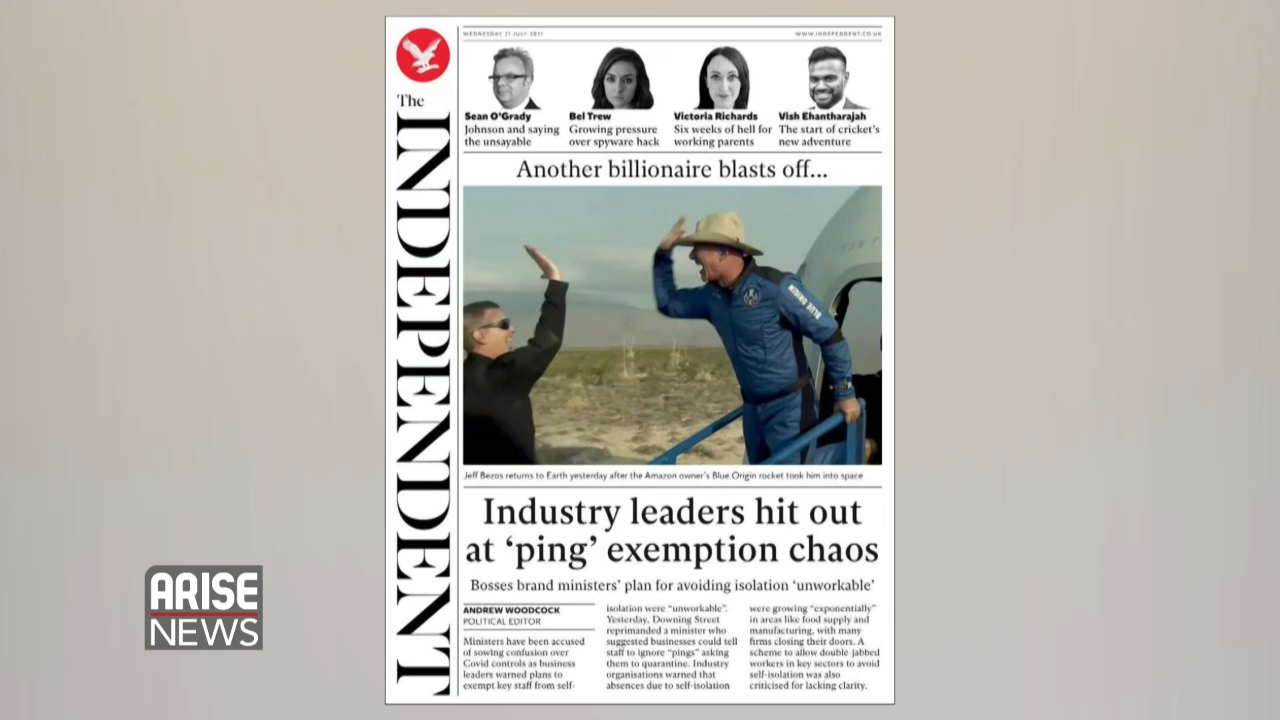 WEDNESDAY 21 JULY 2021
WWW.INDEPENDENT.CO.UK
The
INDEPENDENT
Sean O'Grady
Johnson and saying
the unsayable
Bel Trew
Growing pressure
over spyware hack
Victoria Richards
Six weeks of hell for
working parents
Vish Ehantharajah
The start of cricket's
new adventure
Another billionaire blasts off...
BLUE ORIGIN
Jeff Bezos returns to Earth yesterday after the Amazon owner's Blue Origin rocket took him into space
Industry leaders hit out
at 'ping' exemption chaos
Bosses brand ministers' plan for avoiding isolation 'unworkable'
ANDREW WOODCOCK
POLITICAL EDITOR
Ministers have been accused
of sowing confusion over
Covid controls as business
leaders warned plans to
exempt key staff from self-
isolation were "unworkable".
Yesterday, Downing Street
reprimanded a minister who
suggested businesses could tell
staff to ignore "pings" asking
them to quarantine. Industry
organisations warned that
absences due to self-isolation
were growing "exponentially"
in areas like food supply and
manufacturing, with many
firms closing their doors. A
scheme to allow double jabbed
workers in key sectors to avoid
self-isolation was also
criticised for lacking clarity.
ARISE
NEWS